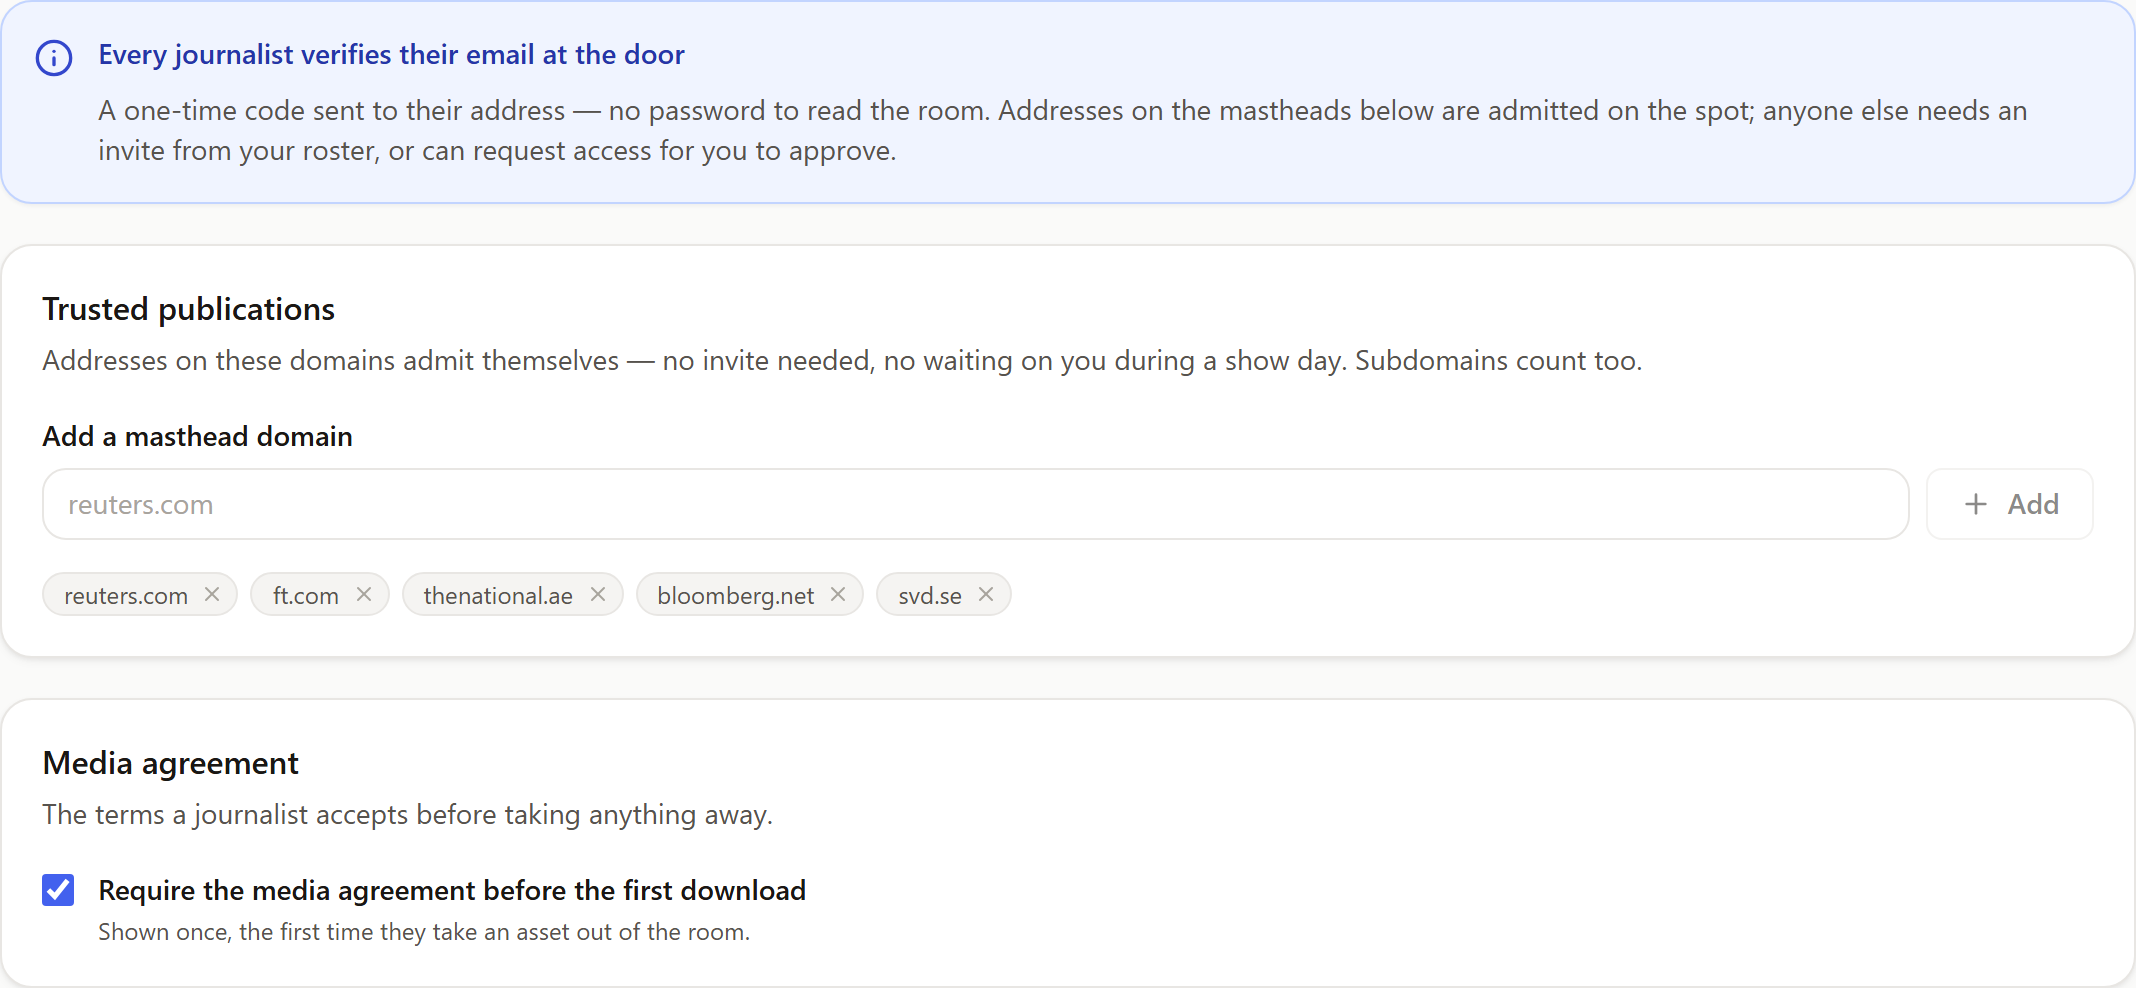 Every journalist verifies their email at the door
A one-time code sent to their address — no password to read the room. Addresses on the mastheads below are admitted on the spot; anyone else needs an
invite from your roster, or can request access for you to approve.
Trusted publications
Addresses on these domains admit themselves — no invite needed, no waiting on you during a show day. Subdomains count too.
Add a masthead domain
reuters.com
Add
reuters.com ft.com thenational.ae bloomberg.net svd.se
Media agreement
The terms a journalist accepts before taking anything away.
Require the media agreement before the first download
Shown once, the first time they take an asset out of the room.